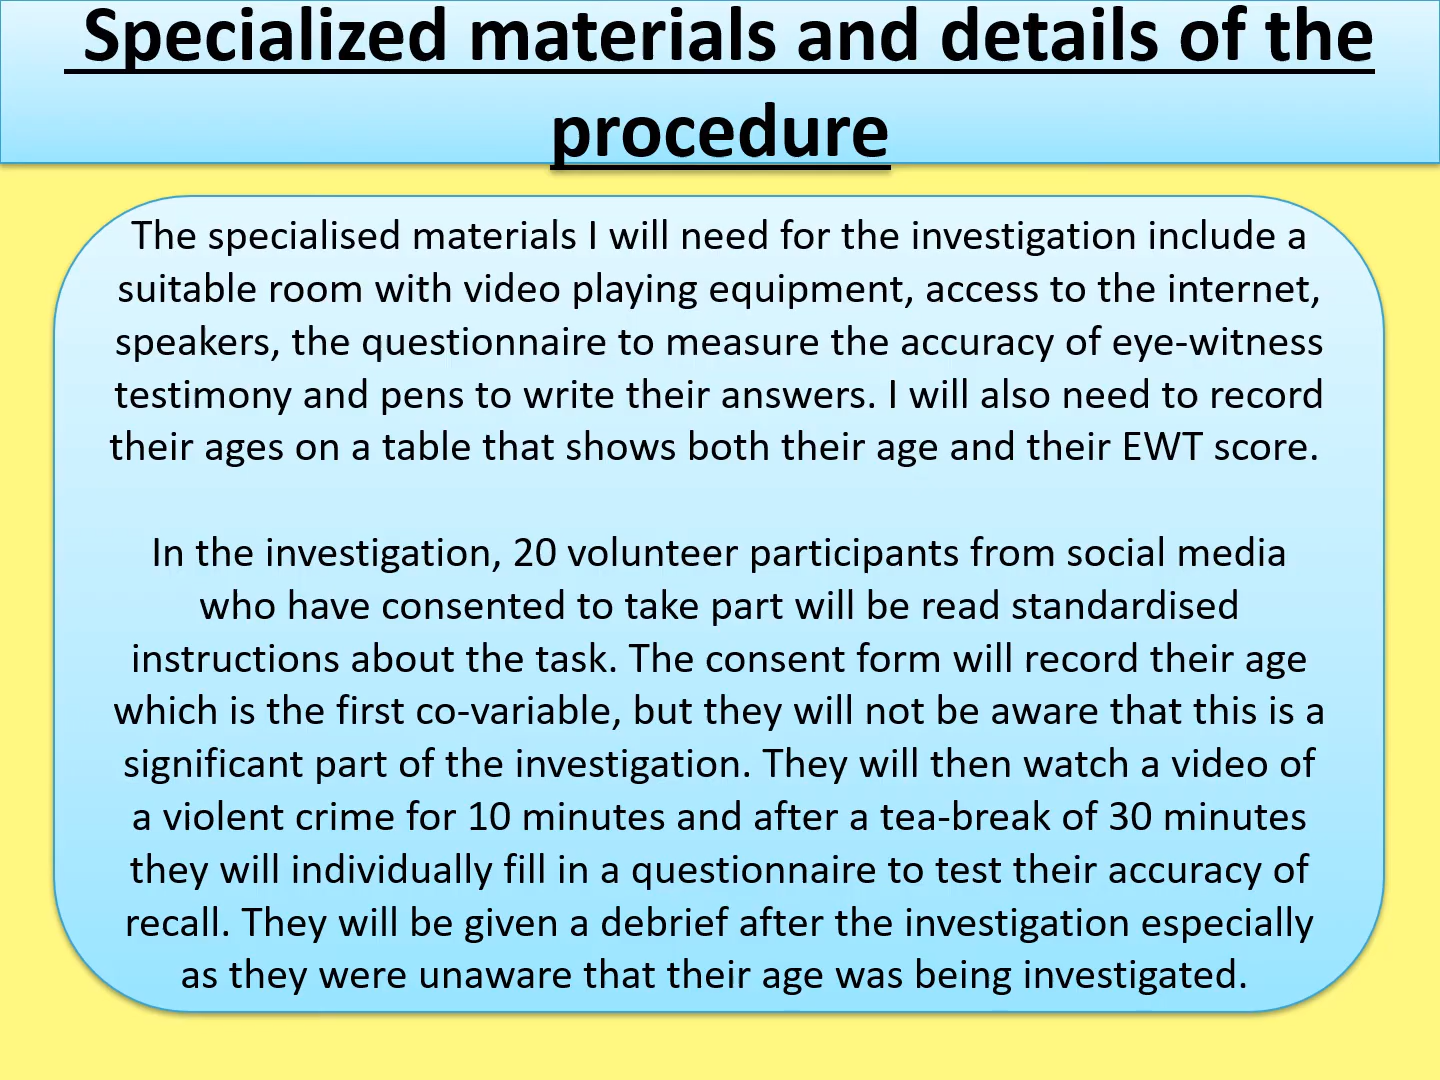 Specialized materials and details of the
procedure
The specialised materials I will need for the investigation include a
suitable room with video playing equipment, access to the internet,
speakers, the questionnaire to measure the accuracy of eye-witness
testimony and pens to write their answers. I will also need to record
their ages on a table that shows both their age and their EWT score.
In the investigation, 20 volunteer participants from social media
who have consented to take part will be read standardised
instructions about the task. The consent form will record their age
which is the first co-variable, but they will not be aware that this is a
significant part of the investigation. They will then watch a video of
a violent crime for 10 minutes and after a tea-break of 30 minutes
they will individually fill in a questionnaire to test their accuracy of
recall. They will be given a debrief after the investigation especially
as they were unaware that their age was being investigated.